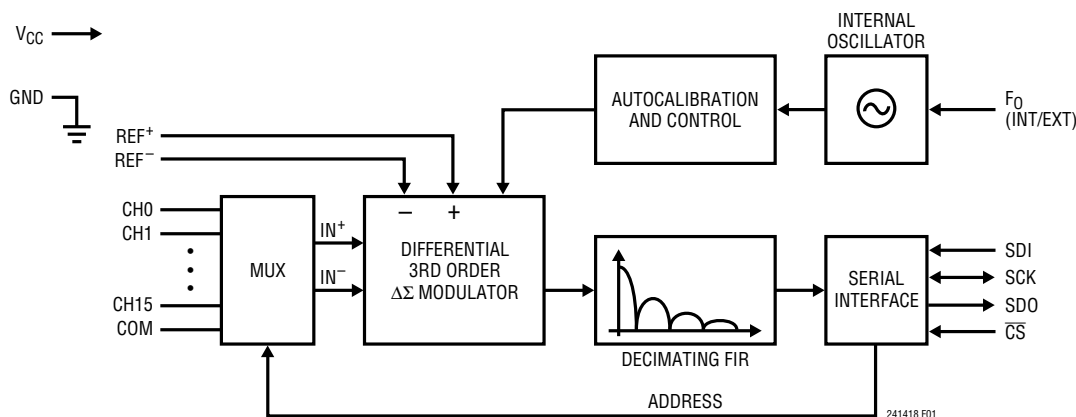 INTERNAL
OSCILLATOR
VCC
GND
AUTOCALIBRATION
AND CONTROL
FO
(INT/EXT)
REF+
REF−
− +
CH0
CH1
CH15
COM
MUX
IN+
IN−
DIFFERENTIAL
3RD ORDER
ΔΣ MODULATOR
DECIMATING FIR
SERIAL
INTERFACE
SDI
SCK
SDO
C̅S̅
ADDRESS
241418 F01